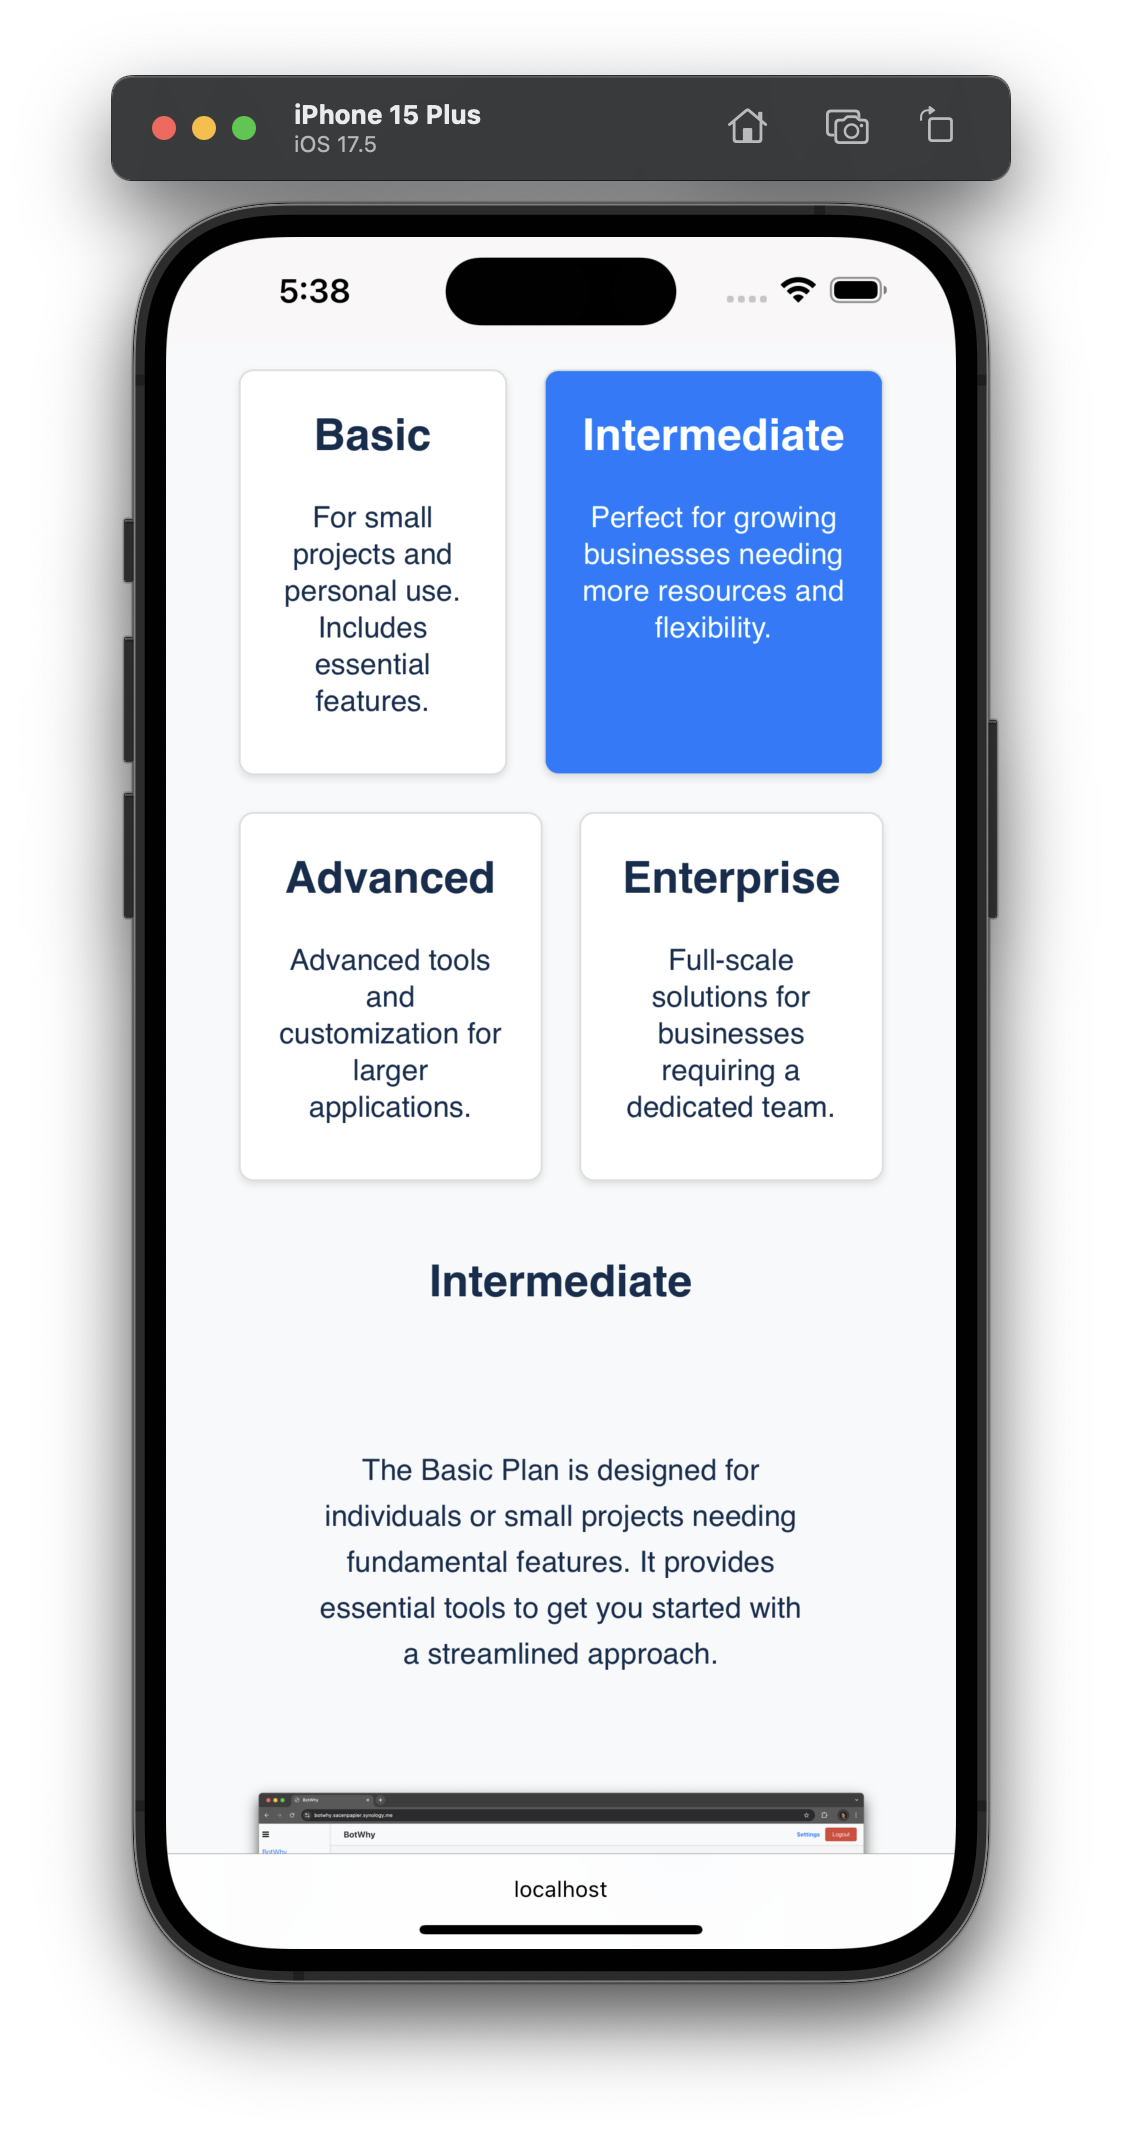 iPhone 15 Plus
iOS 17.5
5:38
Basic
For small
projects and
personal use.
Includes
essential
features.
Intermediate
Perfect for growing
businesses needing
more resources and
flexibility.
Advanced
Advanced tools
and
customization for
larger
applications.
Enterprise
Full-scale
solutions for
businesses
requiring a
dedicated team.
Intermediate
The Basic Plan is designed for
individuals or small projects needing
fundamental features. It provides
essential tools to get you started with
a streamlined approach.
BotWhy
botwhy.sauerpapier.synology.me
BotWhy
Settings
Logout
BotWhy
localhost